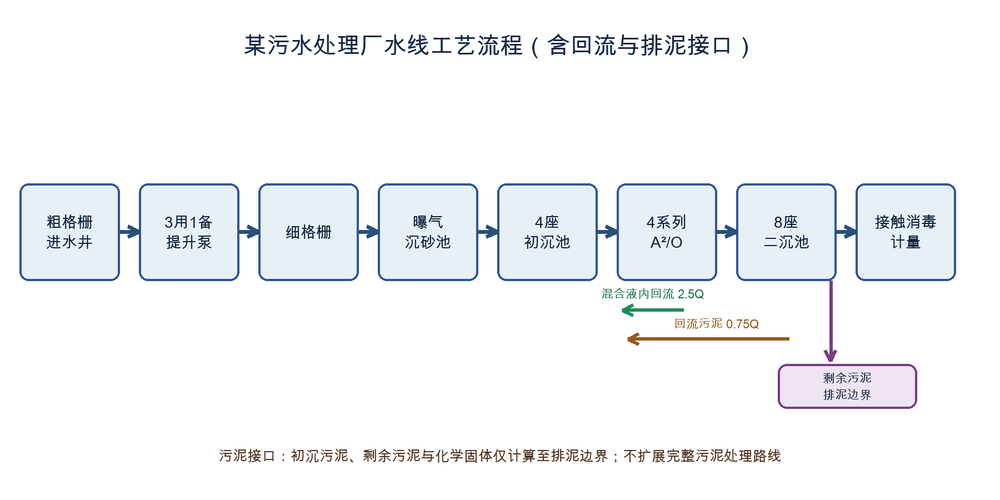 某污水处理厂水线工艺流程（含回流与排泥接口）
粗格栅
进水井
3用1备
提升泵
细格栅
曝气
沉砂池
4座
初沉池
4系列
A²/O
8座
二沉池
接触消毒
计量
混合液内回流 2.5Q
回流污泥 0.75Q
剩余污泥
排泥边界
污泥接口：初沉污泥、剩余污泥与化学固体仅计算至排泥边界；不扩展完整污泥处理路线